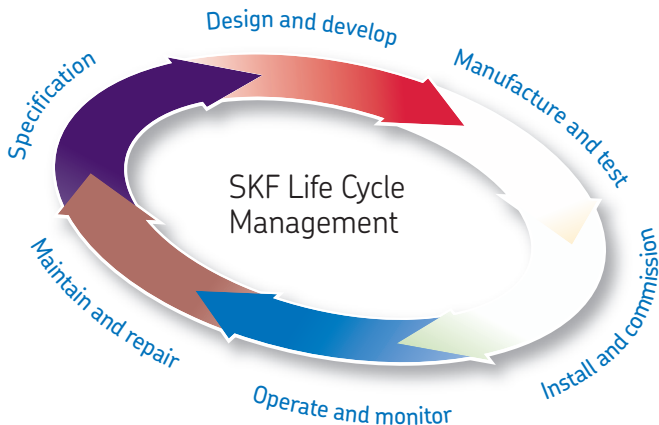 Design and develop
Manufacture and test
Specification
SKF Life Cycle
Management
Install and commission
Maintain and repair
Operate and monitor